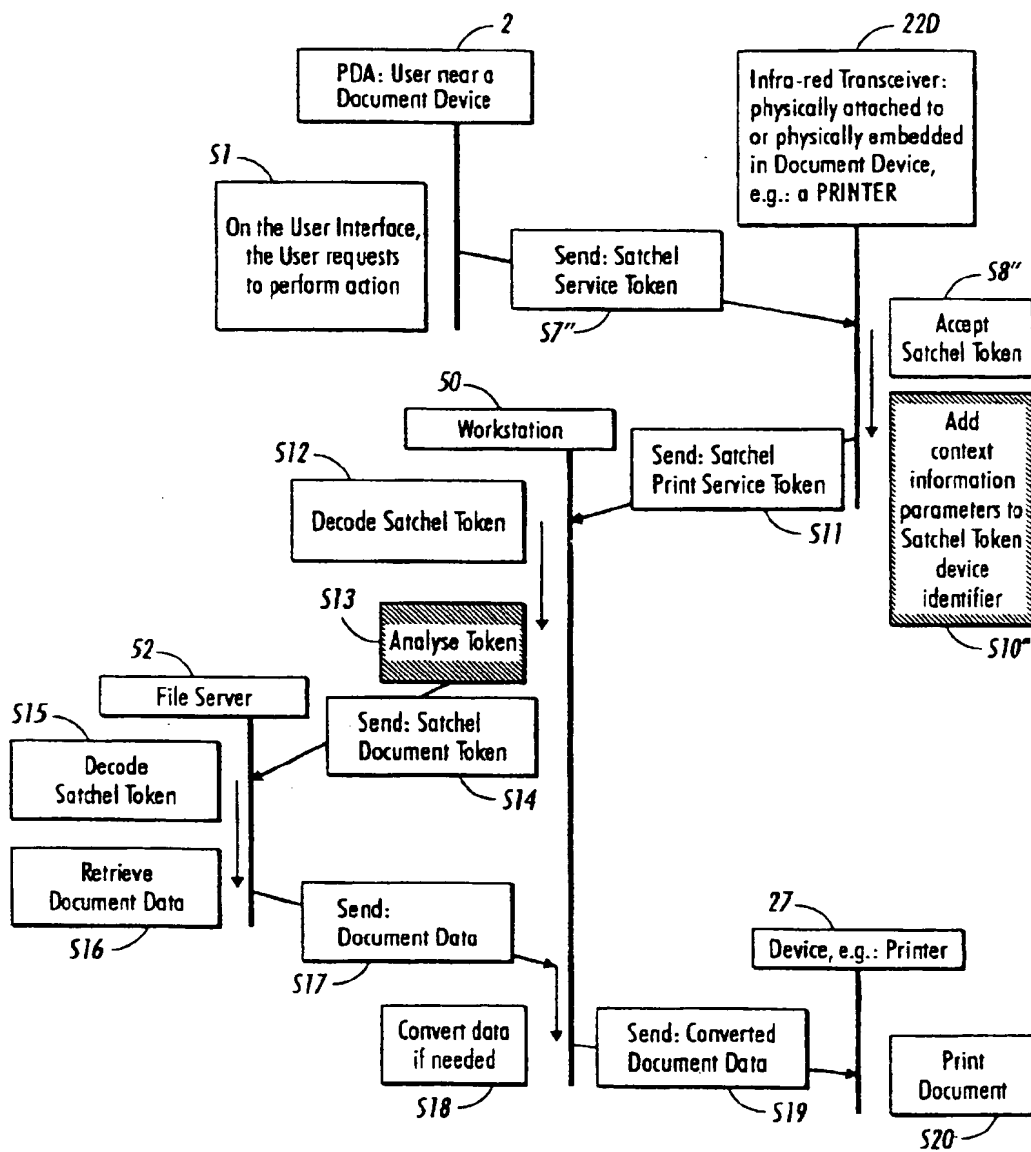 2
PDA: User near a
Document Device
22D
Infra-red Transceiver:
physically attached to
or physically embedded
in Document Device,
e.g.: a PRINTER
S1
On the User Interface,
the User requests
to perform action
Send: Satchel
Service Token
S7"
S8"
Accept
Satchel Token
50
Workstation
S12
Decode Satchel Token
Send: Satchel
Print Service Token
S11
Add
context
information
parameters to
Satchel Token
device
identifier
S10"
S13
Analyse Token
52
File Server
S15
Decode
Satchel Token
Send: Satchel
Document Token
S14
Retrieve
Document Data
S16
Send:
Document Data
S17
27
Device, e.g.: Printer
Convert data
if needed
S18
Send: Converted
Document Data
S19
Print
Document
S20